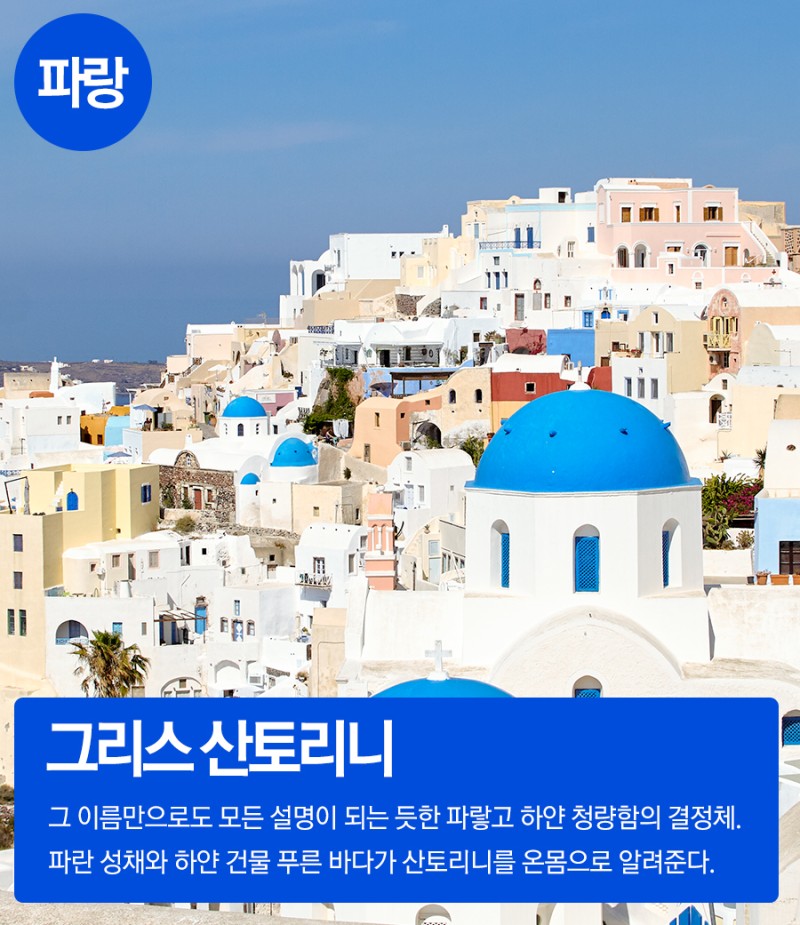 파랑
그리스 산토리니
그 이름만으로도 모든 설명이 되는 듯한 파랗고 하얀 청량함의 결정체.
파란 성채와 하얀 건물 푸른 바다가 산토리니를 온몸으로 알려준다.